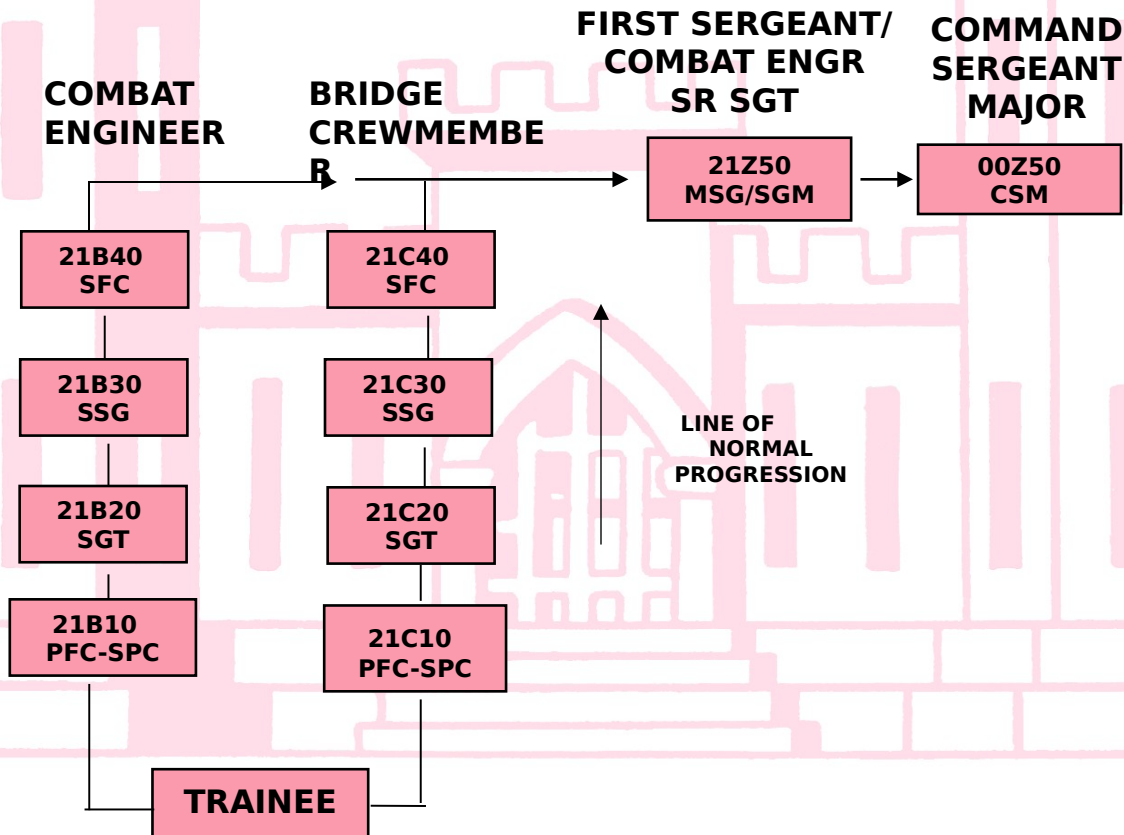 FIRST SERGEANT/
COMBAT ENGR
SR SGT
COMMAND
SERGEANT
MAJOR
COMBAT
ENGINEER
BRIDGE
CREWMEMBE
R
21Z50
MSG/SGM
00Z50
CSM
21B40
SFC
21C40
SFC
21B30
SSG
21C30
SSG
LINE OF
NORMAL
PROGRESSION
21B20
SGT
21C20
SGT
21B10
PFC-SPC
21C10
PFC-SPC
TRAINEE